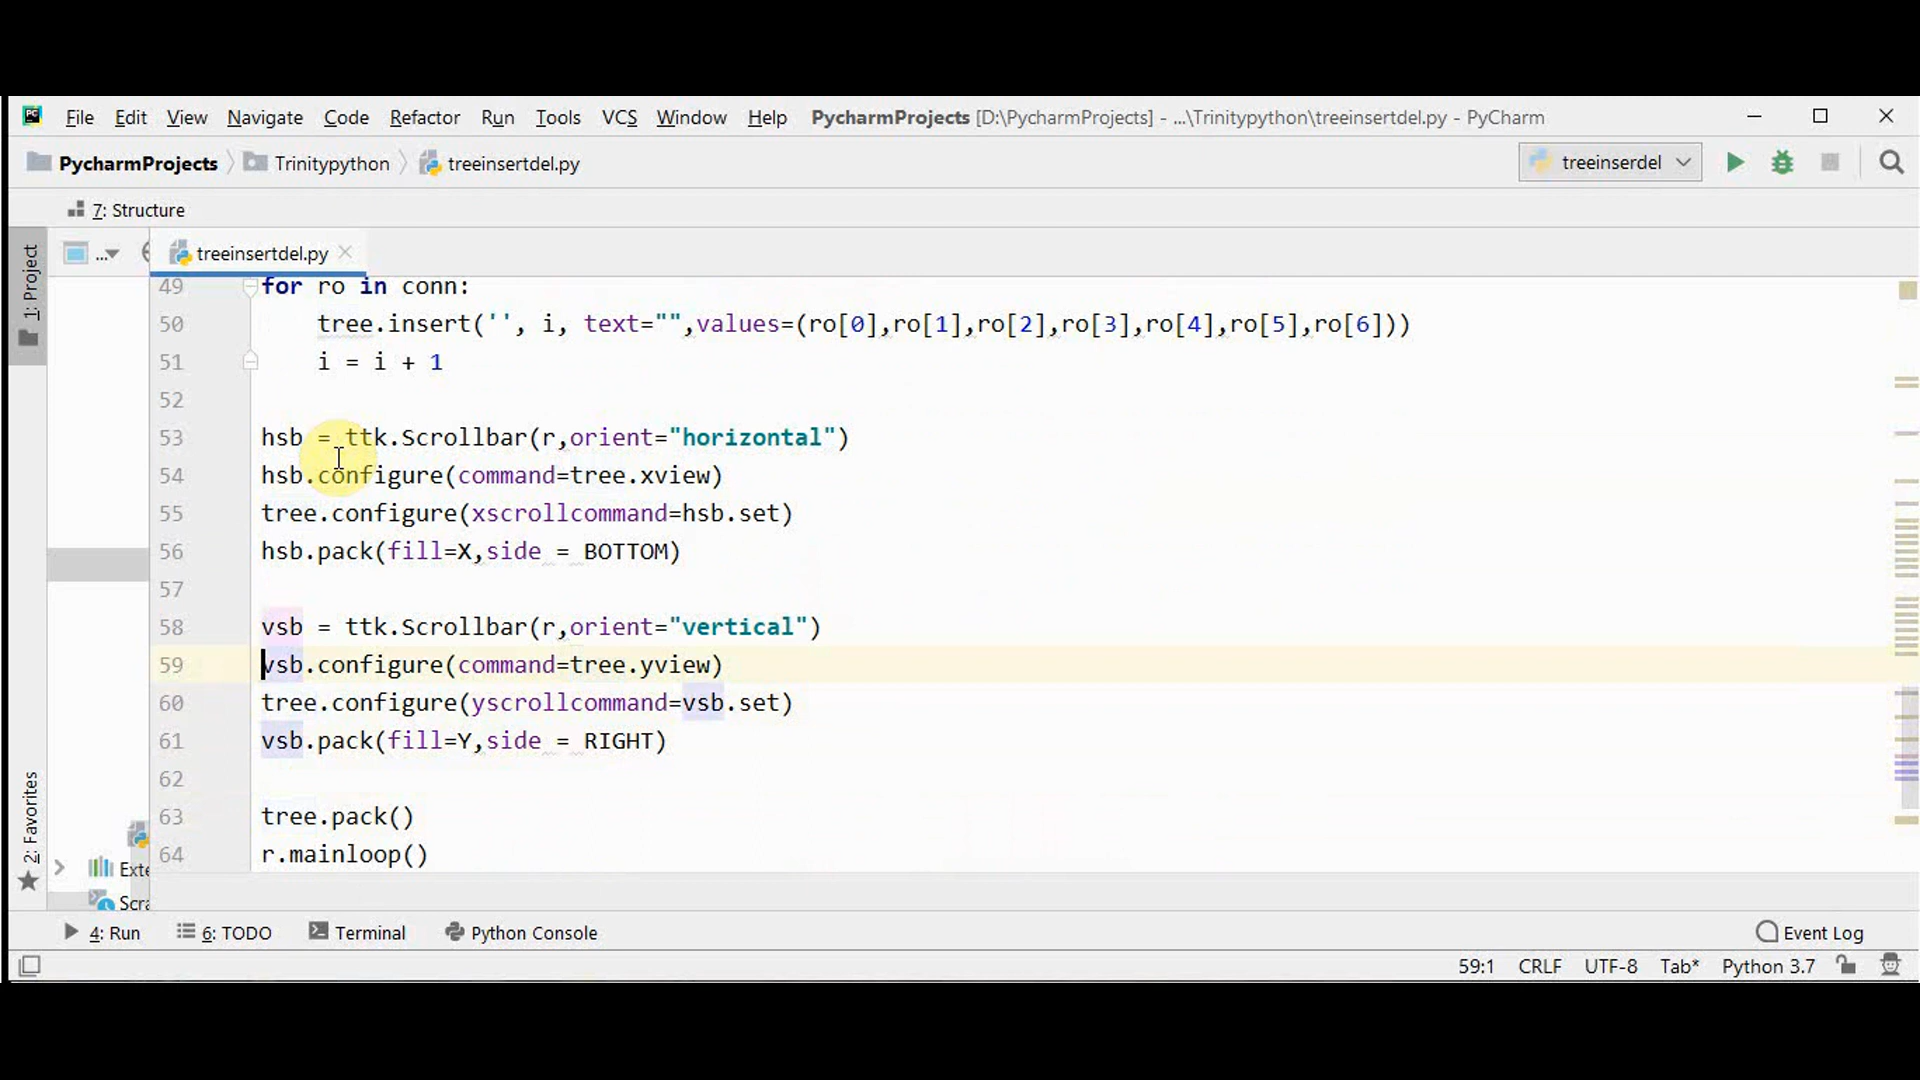 File Edit View Navigate Code Refactor Run Tools VCS Window Help PycharmProjects [D:\PycharmProjects] - ...\Trinitypython\treeinsertdel.py - PyCharm
PycharmProjects Trinitypython treeinsertdel.py treeinserdel
7: Structure
1: Project
... treeinsertdel.py
49 for ro in conn:
50 tree.insert('', i, text="",values=(ro[0],ro[1],ro[2],ro[3],ro[4],ro[5],ro[6]))
51 i = i + 1
52
53 hsb = ttk.Scrollbar(r,orient="horizontal")
54 hsb.configure(command=tree.xview)
55 tree.configure(xscrollcommand=hsb.set)
56 hsb.pack(fill=X,side = BOTTOM)
57
58 vsb = ttk.Scrollbar(r,orient="vertical")
59 vsb.configure(command=tree.yview)
60 tree.configure(yscrollcommand=vsb.set)
61 vsb.pack(fill=Y,side = RIGHT)
62
63 tree.pack()
64 r.mainloop()
2: Favorites
Exte
Scra
4: Run 6: TODO Terminal Python Console Event Log
59:1 CRLF UTF-8 Tab* Python 3.7